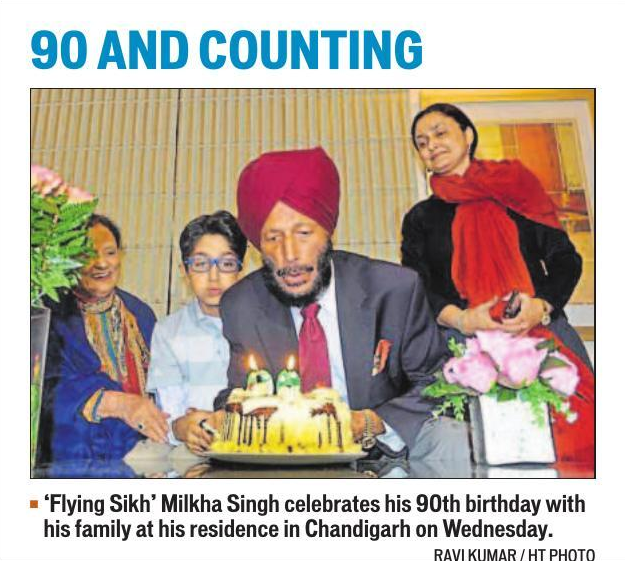 90 AND COUNTING
90
▪ ‘Flying Sikh’ Milkha Singh celebrates his 90th birthday with
his family at his residence in Chandigarh on Wednesday.
RAVI KUMAR / HT PHOTO